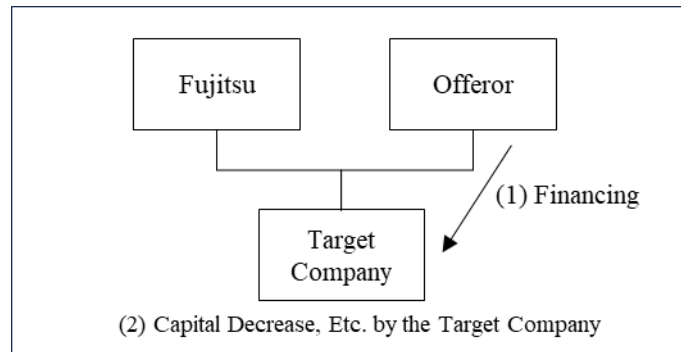 Fujitsu
Offeror
(1) Financing
Target
Company
(2) Capital Decrease, Etc. by the Target Company